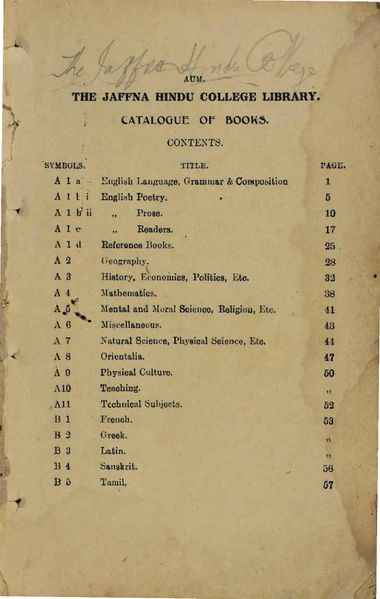 The Jaffna Hindu College
AUM.
THE JAFFNA HINDU COLLEGE LIBRARY.
CATALOGUE OF BOOKS.
CONTENTS.
SYMBOLS. TITLE. PAGE.
A 1 a English Language, Grammar & Composition 1
A 1 b i English Poetry. 5
A 1 b ii „ Prose. 10
A 1 c „ Readers. 17
A 1 d Reference Books. 25
A 2 Geography. 28
A 3 History, Economics, Politics, Etc. 32
A 4 Mathematics. 38
A 5 Mental and Moral Science, Religion, Etc. 41
A 6 Miscellaneous. 43
A 7 Natural Science, Physical Science, Etc. 44
A 8 Orientalia. 47
A 9 Physical Culture. 50
A10 Teaching. „
A11 Technical Subjects. 52
B 1 French. 53
B 2 Greek. „
B 3 Latin. „
B 4 Sanskrit. 56
B 5 Tamil. 57